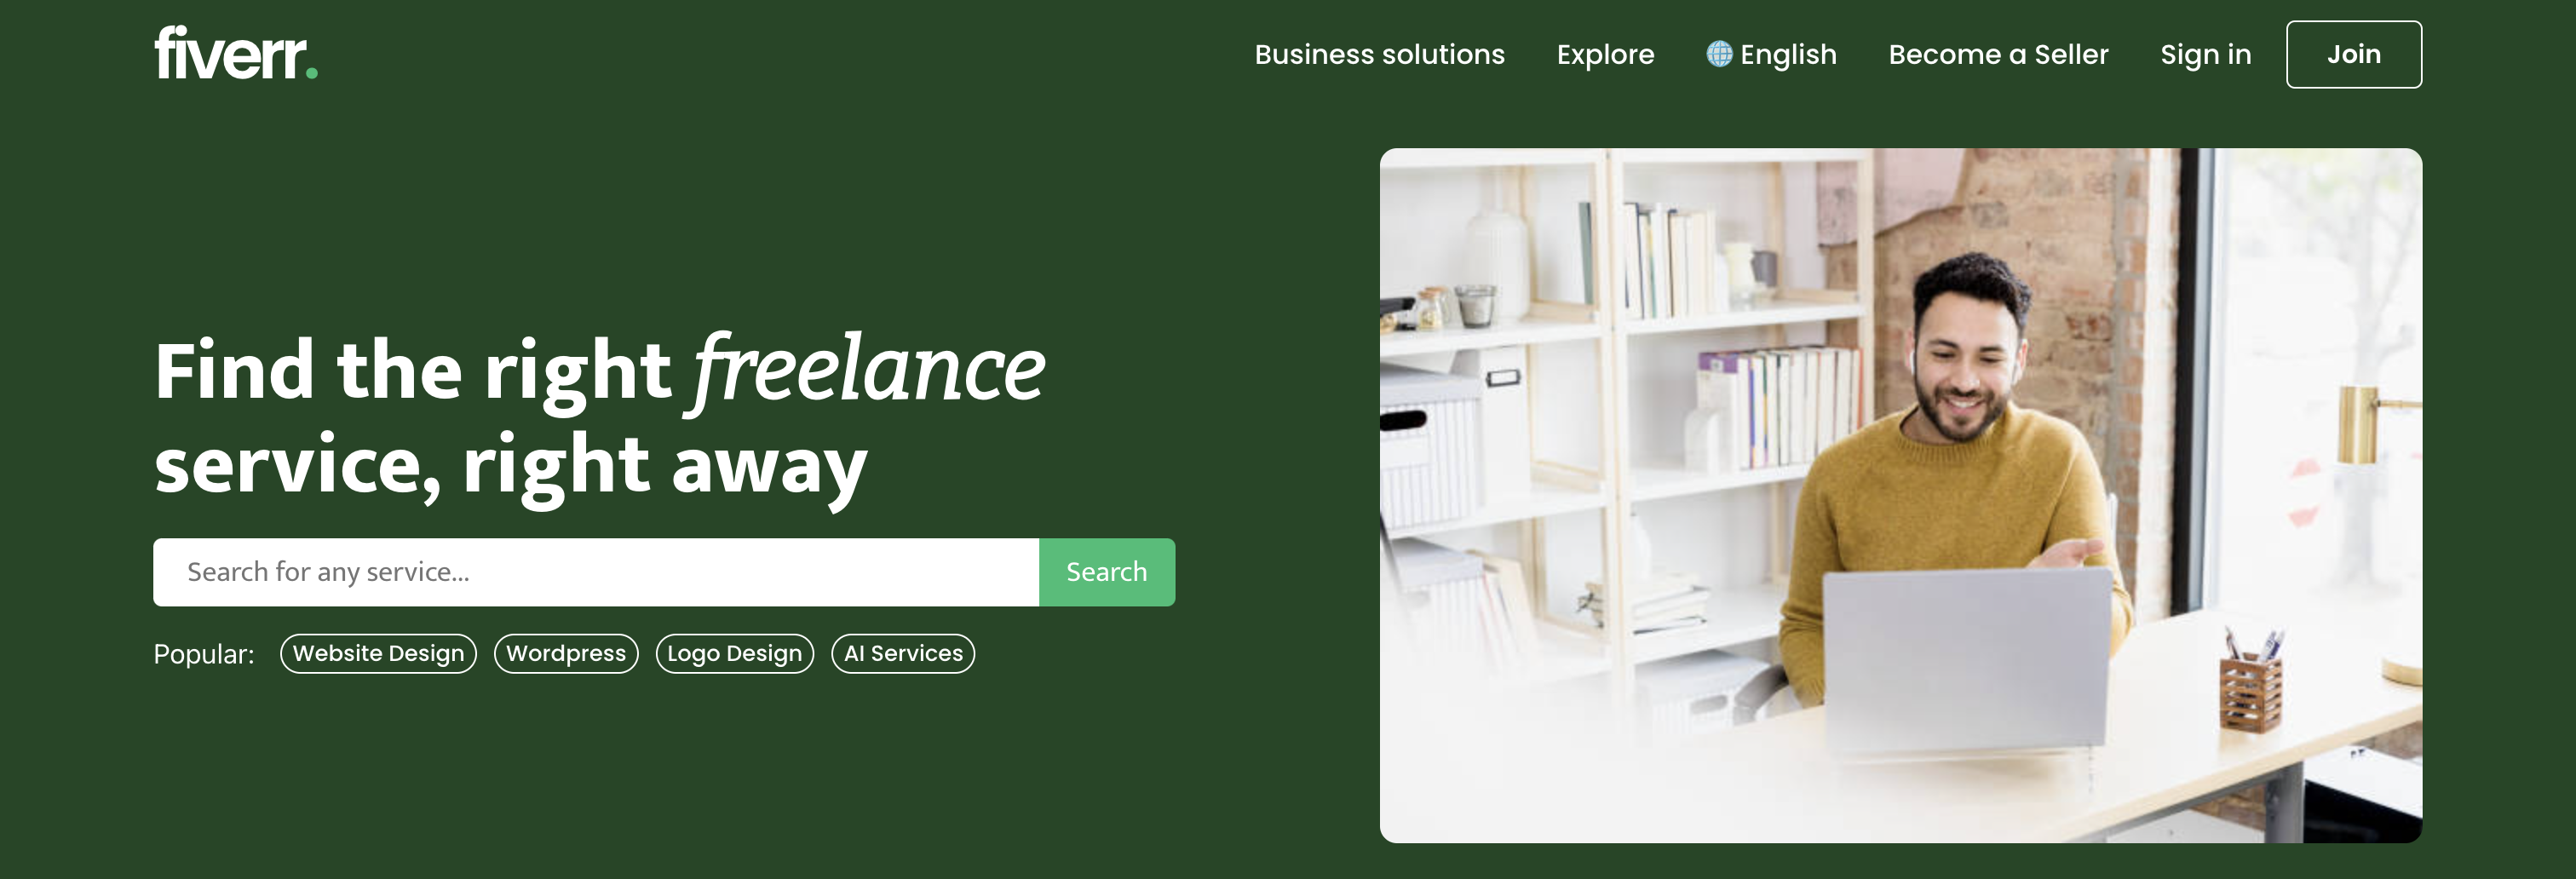 fiverr.
Business solutions
Explore
English
Become a Seller
Sign in
Join
Find the right freelance
service, right away
Search for any service...
Search
Popular:
Website Design
Wordpress
Logo Design
AI Services